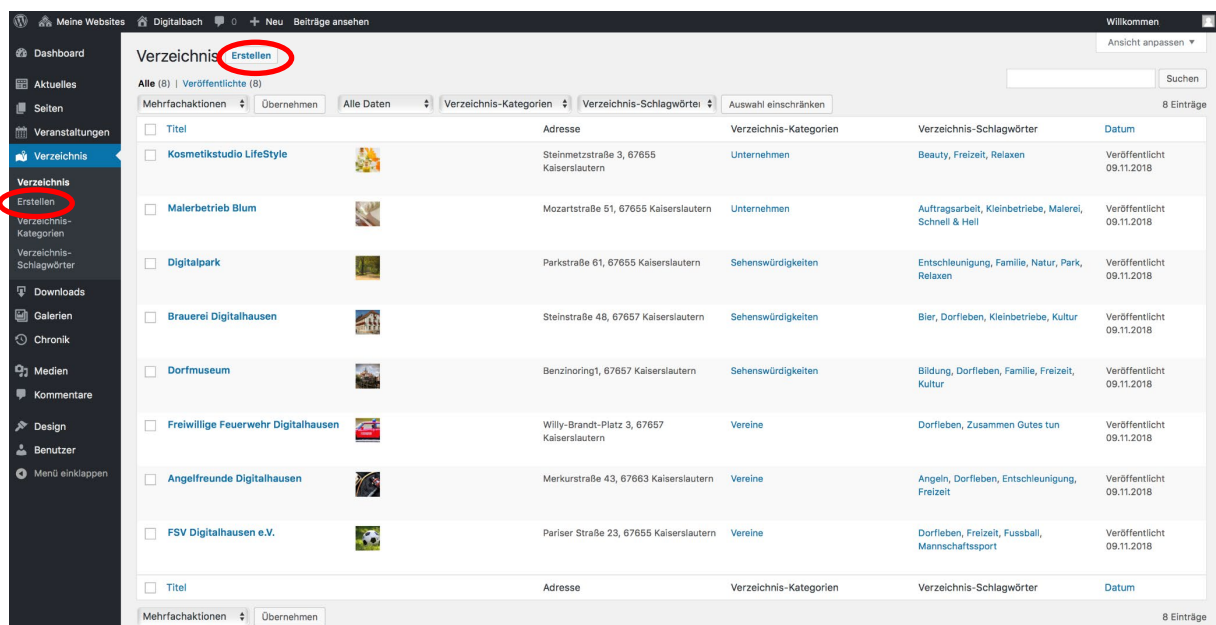 Meine Websites Digitalbach 0 + Neu Beiträge ansehen Willkommen
Ansicht anpassen ▼
Dashboard
Aktuelles
Seiten
Veranstaltungen
Verzeichnis
Verzeichnis
Erstellen
Verzeichnis-
Kategorien
Verzeichnis-
Schlagwörter
Downloads
Galerien
Chronik
Medien
Kommentare
Design
Benutzer
Menü einklappen
Verzeichnis Erstellen
Alle (8) | Veröffentlichte (8)
Suchen
Mehrfachaktionen Übernehmen Alle Daten Verzeichnis-Kategorien Verzeichnis-Schlagwörter Auswahl einschränken 8 Einträge
Titel Adresse Verzeichnis-Kategorien Verzeichnis-Schlagwörter Datum
Kosmetikstudio LifeStyle Steinmetzstraße 3, 67655 Unternehmen Beauty, Freizeit, Relaxen Veröffentlicht
Kaiserslautern 09.11.2018
Malerbetrieb Blum Mozartstraße 51, 67655 Kaiserslautern Unternehmen Auftragsarbeit, Kleinbetriebe, Malerei, Veröffentlicht
Schnell & Hell 09.11.2018
Digitalpark Parkstraße 61, 67655 Kaiserslautern Sehenswürdigkeiten Entschleunigung, Familie, Natur, Park, Veröffentlicht
Relaxen 09.11.2018
Brauerei Digitalhausen Steinstraße 48, 67657 Kaiserslautern Sehenswürdigkeiten Bier, Dorfleben, Kleinbetriebe, Kultur Veröffentlicht
09.11.2018
Dorfmuseum Benzinoring1, 67657 Kaiserslautern Sehenswürdigkeiten Bildung, Dorfleben, Familie, Freizeit, Veröffentlicht
Kultur 09.11.2018
Freiwillige Feuerwehr Digitalhausen Willy-Brandt-Platz 3, 67657 Vereine Dorfleben, Zusammen Gutes tun Veröffentlicht
Kaiserslautern 09.11.2018
Angelfreunde Digitalhausen Merkurstraße 43, 67663 Kaiserslautern Vereine Angeln, Dorfleben, Entschleunigung, Veröffentlicht
Freizeit 09.11.2018
FSV Digitalhausen e.V. Pariser Straße 23, 67655 Kaiserslautern Vereine Dorfleben, Freizeit, Fussball, Veröffentlicht
Mannschaftssport 09.11.2018
Titel Adresse Verzeichnis-Kategorien Verzeichnis-Schlagwörter Datum
Mehrfachaktionen Übernehmen 8 Einträge